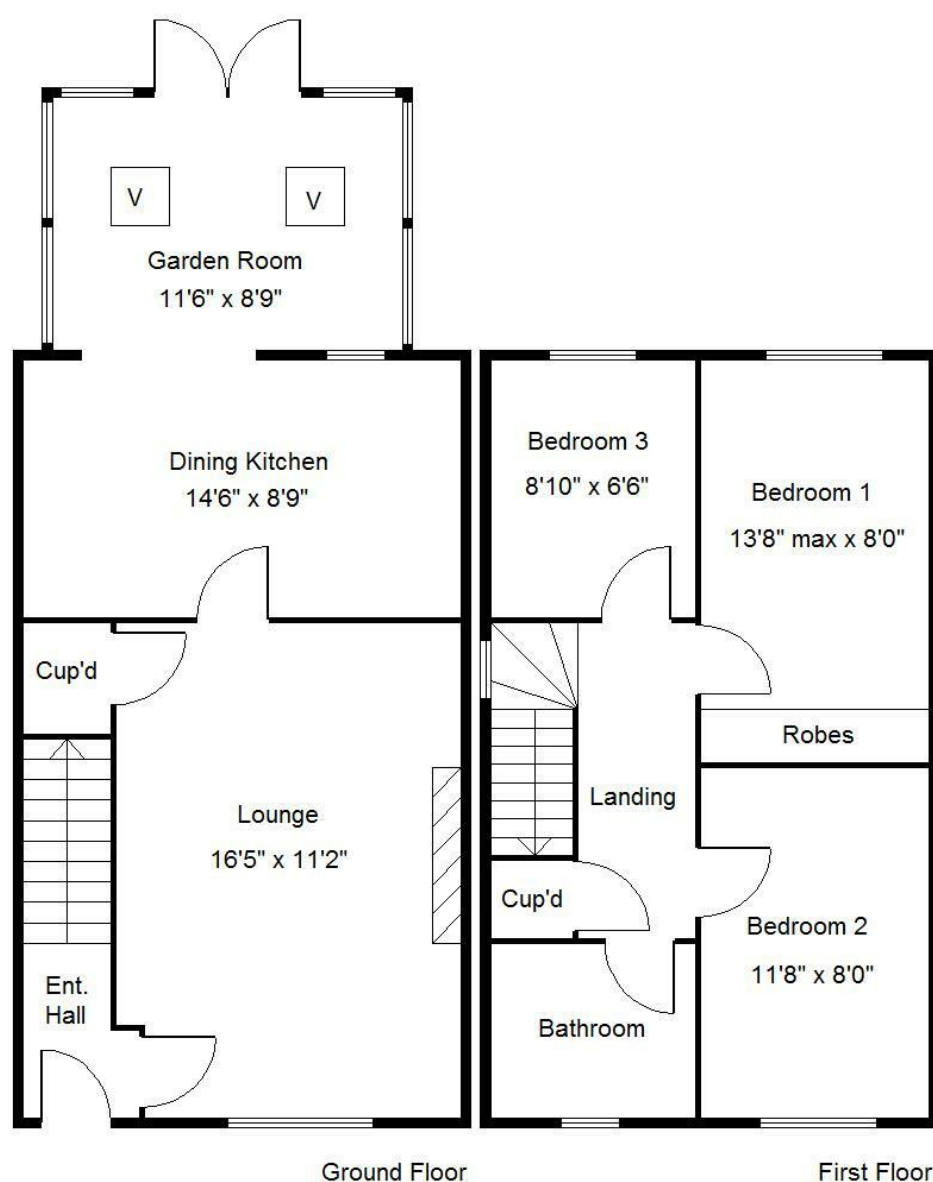 V
V
Garden Room
11'6" x 8'9"
Dining Kitchen
14'6" x 8'9"
Cup'd
Lounge
16'5" x 11'2"
Ent.
Hall
Ground Floor
Bedroom 3
8'10" x 6'6"
Bedroom 1
13'8" max x 8'0"
Robes
Landing
Cup'd
Bedroom 2
11'8" x 8'0"
Bathroom
First Floor